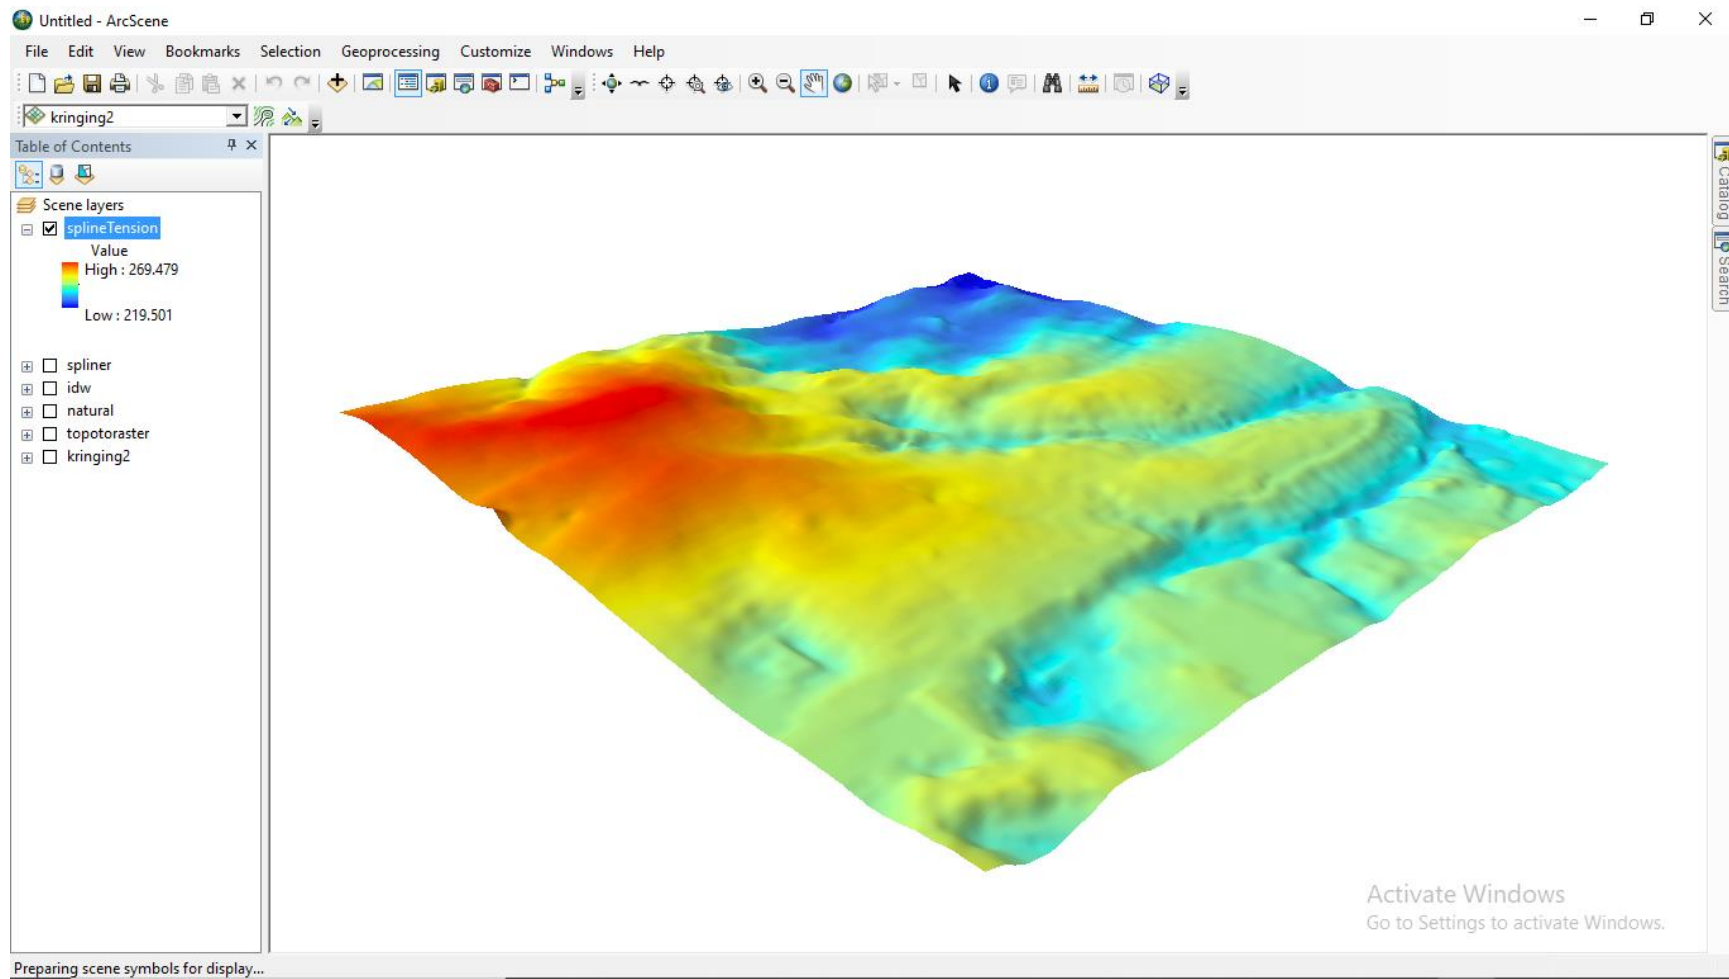 Untitled - ArcScene
File Edit View Bookmarks Selection Geoprocessing Customize Windows Help
kringing2
Table of Contents
Scene layers
splineTension
Value
High : 269.479
Low : 219.501
spliner
idw
natural
topotoraster
kringing2
Catalog
Search
Activate Windows
Go to Settings to activate Windows.
Preparing scene symbols for display...